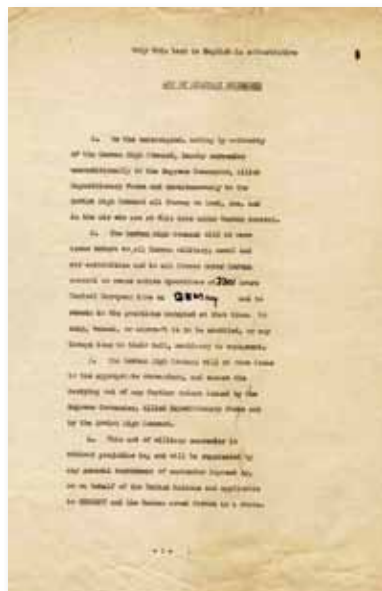 Only this text in English is authoritative
ACT OF MILITARY SURRENDER
1. We the undersigned, acting by authority
of the German High Command, hereby surrender
unconditionally to the Supreme Commander, Allied
Expeditionary Force and simultaneously to the
Soviet High Command all forces on land, sea, and
in the air who are at this date under German control.
2. The German High Command will at once
issue orders to all German military, naval and
air authorities and to all forces under German
control to cease active operations at 2301 hours
Central European time on 8 May and to
remain in the positions occupied at that time. No
ship, vessel, or aircraft is to be scuttled, or any
damage done to their hull, machinery or equipment.
3. The German High Command will at once issue
to the appropriate commanders, and ensure the
carrying out of any further orders issued by the
Supreme Commander, Allied Expeditionary Force and
by the Soviet High Command.
4. This act of military surrender is
without prejudice to, and will be superseded by
any general instrument of surrender imposed by,
or on behalf of the United Nations and applicable
to GERMANY and the German armed forces as a whole.
- 1 -